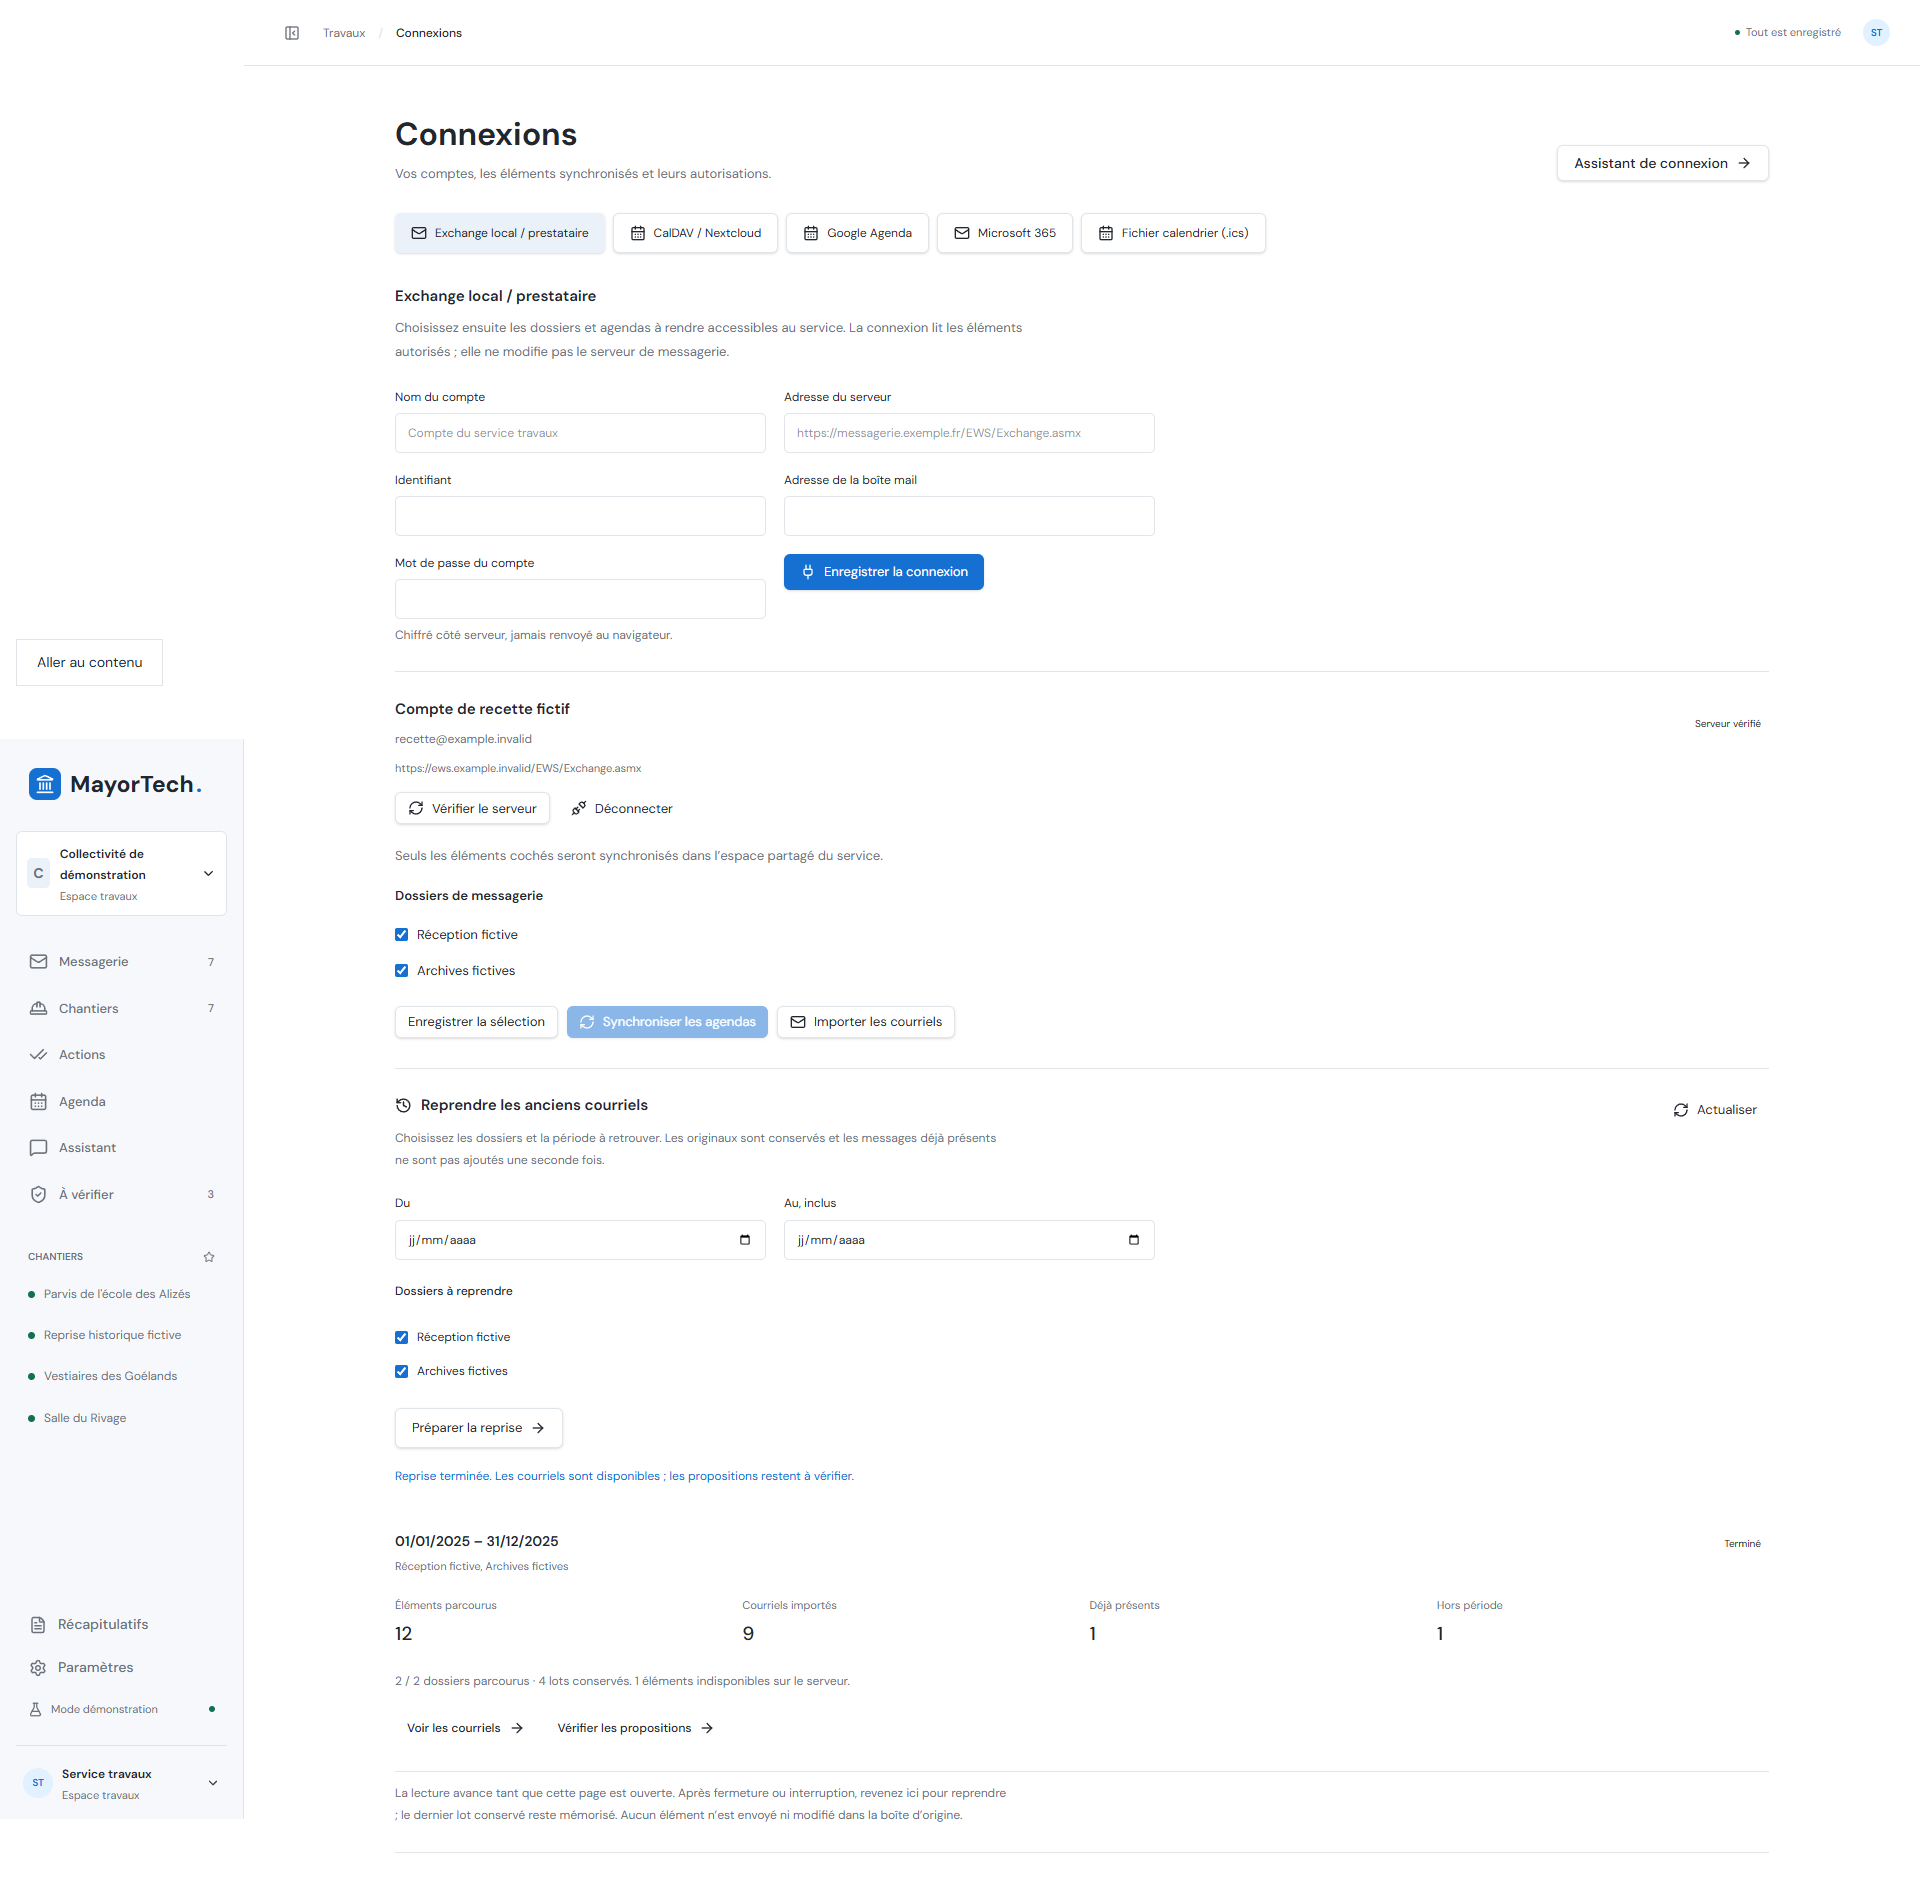 Travaux / Connexions
Tout est enregistré
ST
Connexions
Vos comptes, les éléments synchronisés et leurs autorisations.
Assistant de connexion
Exchange local / prestataire
CalDAV / Nextcloud
Google Agenda
Microsoft 365
Fichier calendrier (.ics)
Exchange local / prestataire
Choisissez ensuite les dossiers et agendas à rendre accessibles au service. La connexion lit les éléments
autorisés ; elle ne modifie pas le serveur de messagerie.
Nom du compte
Compte du service travaux
Adresse du serveur
https://messagerie.exemple.fr/EWS/Exchange.asmx
Identifiant
Adresse de la boîte mail
Mot de passe du compte
Enregistrer la connexion
Chiffré côté serveur, jamais renvoyé au navigateur.
Aller au contenu
MayorTech.
C
Collectivité de
démonstration
Espace travaux
Messagerie 7
Chantiers 7
Actions
Agenda
Assistant
À vérifier 3
CHANTIERS
Parvis de l'école des Alizés
Reprise historique fictive
Vestiaires des Goélands
Salle du Rivage
Récapitulatifs
Paramètres
Mode démonstration
ST
Service travaux
Espace travaux
Compte de recette fictif
Serveur vérifié
recette@example.invalid
https://ews.example.invalid/EWS/Exchange.asmx
Vérifier le serveur
Déconnecter
Seuls les éléments cochés seront synchronisés dans l’espace partagé du service.
Dossiers de messagerie
Réception fictive
Archives fictives
Enregistrer la sélection
Synchroniser les agendas
Importer les courriels
Reprendre les anciens courriels
Actualiser
Choisissez les dossiers et la période à retrouver. Les originaux sont conservés et les messages déjà présents
ne sont pas ajoutés une seconde fois.
Du
jj/mm/aaaa
Au, inclus
jj/mm/aaaa
Dossiers à reprendre
Réception fictive
Archives fictives
Préparer la reprise
Reprise terminée. Les courriels sont disponibles ; les propositions restent à vérifier.
01/01/2025 – 31/12/2025
Terminé
Réception fictive, Archives fictives
Éléments parcourus
12
Courriels importés
9
Déjà présents
1
Hors période
1
2 / 2 dossiers parcourus · 4 lots conservés. 1 éléments indisponibles sur le serveur.
Voir les courriels
Vérifier les propositions
La lecture avance tant que cette page est ouverte. Après fermeture ou interruption, revenez ici pour reprendre
; le dernier lot conservé reste mémorisé. Aucun élément n’est envoyé ni modifié dans la boîte d’origine.